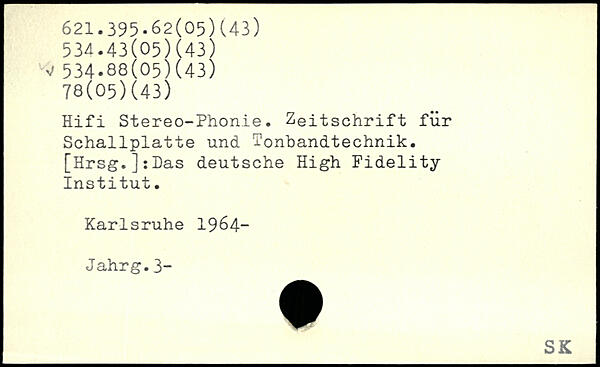 621.395.62(05)(43)
534.43(05)(43)
534.88(05)(43)
78(05)(43)
Hifi Stereo-Phonie. Zeitschrift für
Schallplatte und Tonbandtechnik.
[Hrsg.]:Das deutsche High Fidelity
Institut.
Karlsruhe 1964-
Jahrg.3-
SK